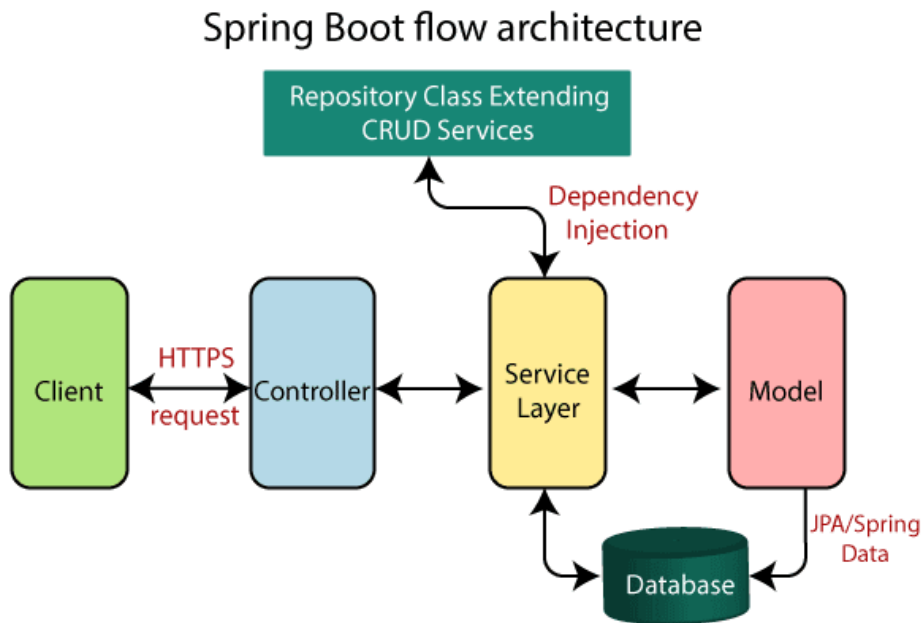 Spring Boot flow architecture
Repository Class Extending
CRUD Services
Dependency
Injection
Client
HTTPS
request
Controller
Service
Layer
Model
JPA/Spring
Data
Database